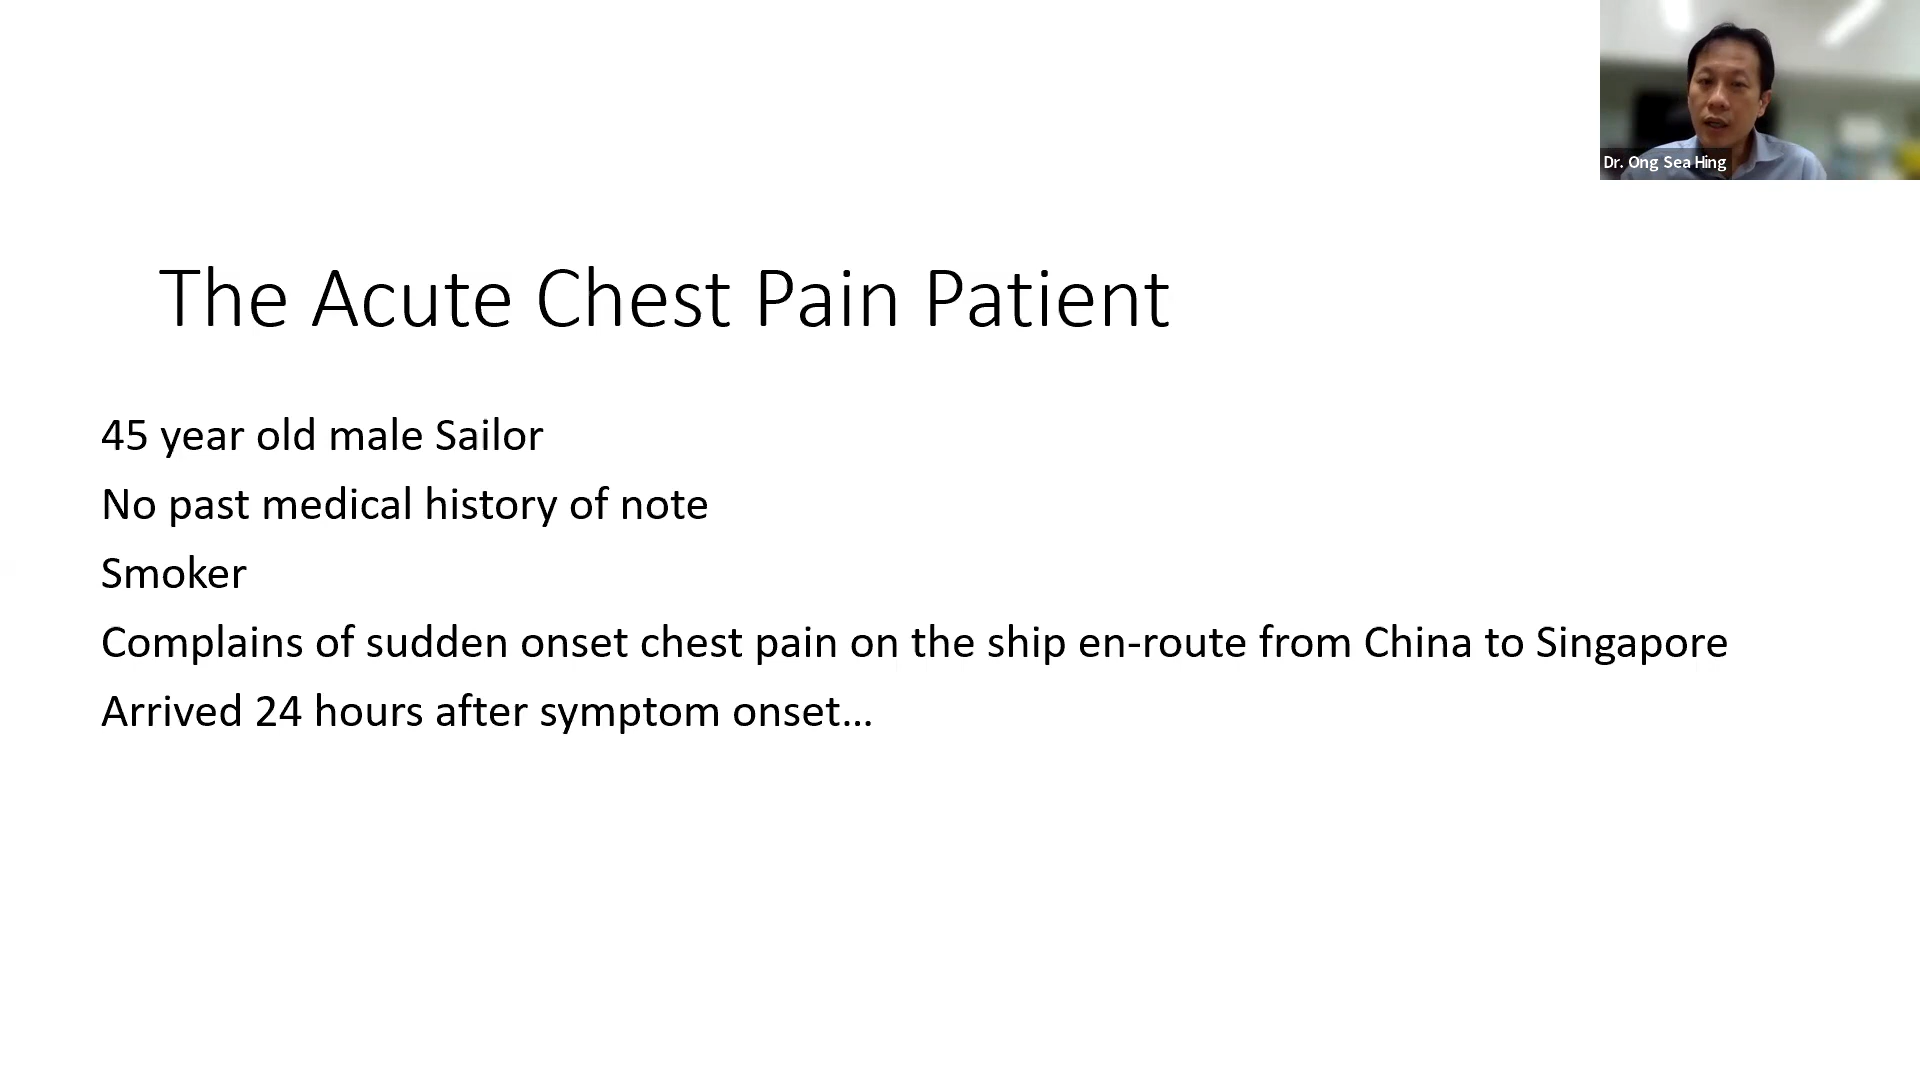 Dr. Ong Sea Hing
The Acute Chest Pain Patient
45 year old male Sailor
No past medical history of note
Smoker
Complains of sudden onset chest pain on the ship en-route from China to Singapore
Arrived 24 hours after symptom onset…